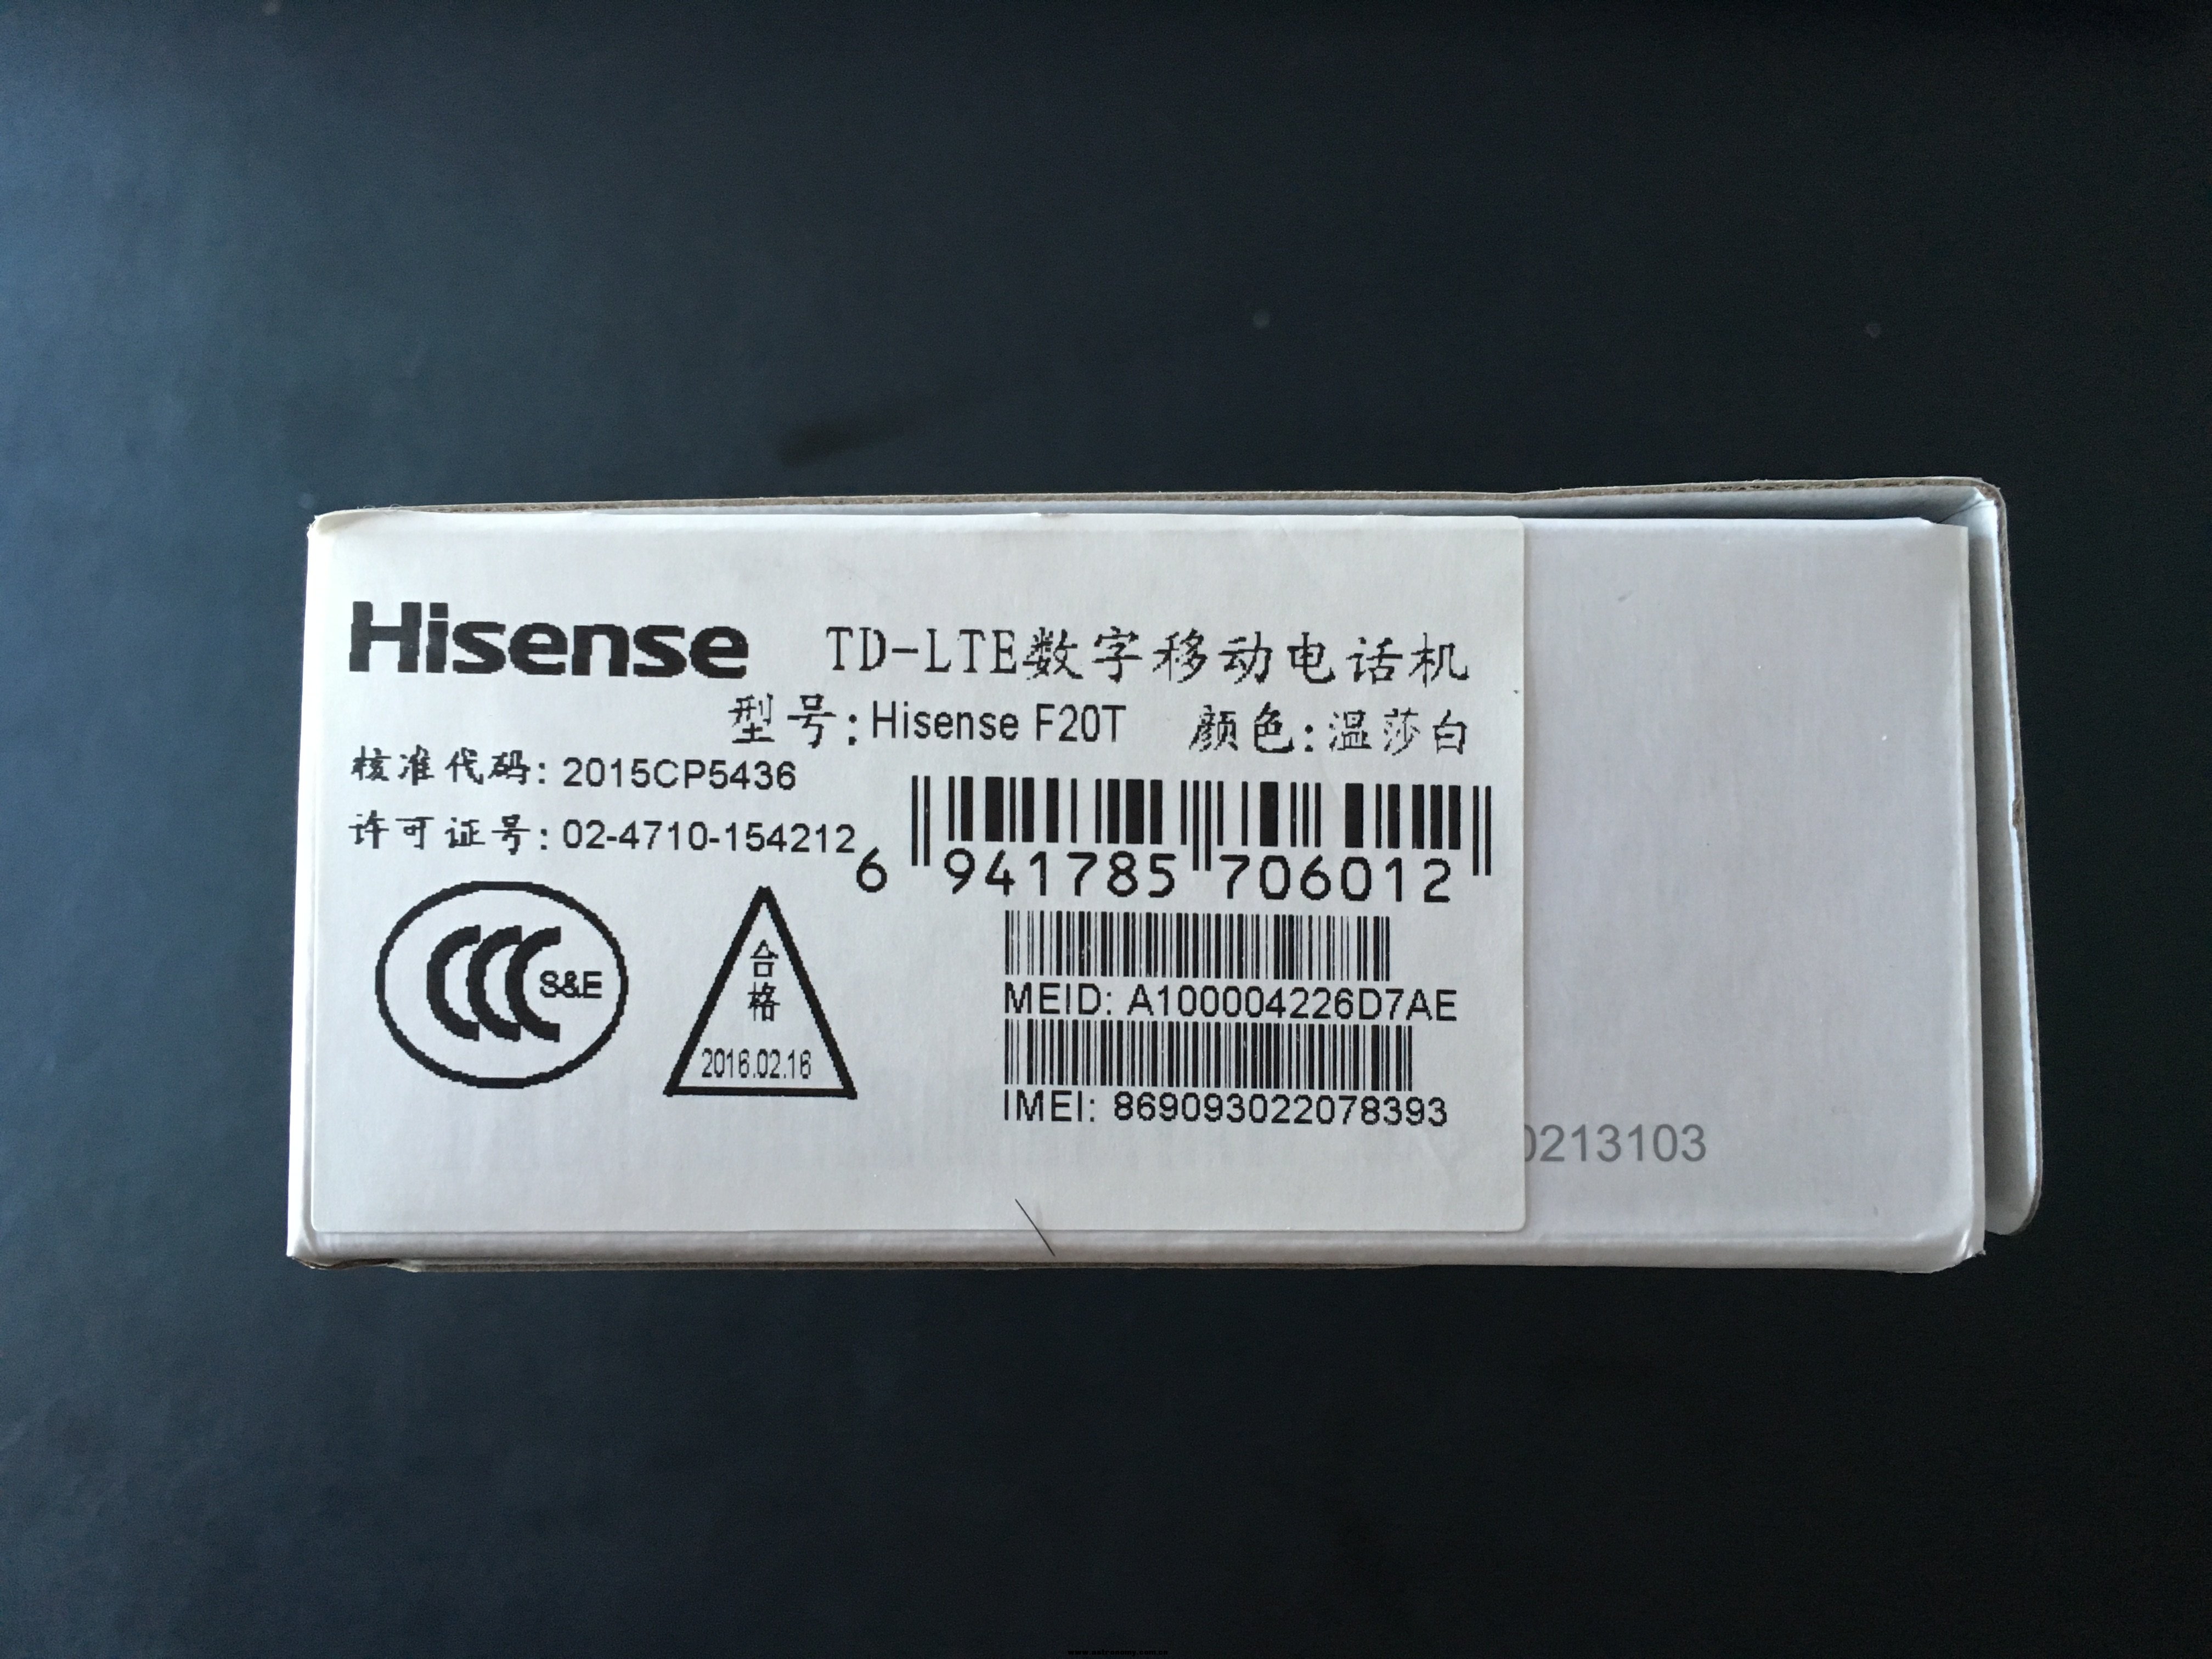 Hisense TD-LTE数字移动电话机
型号:Hisense F20T 颜色:温莎白
核准代码: 2015CP5436
许可证号: 02-4710-154212
6 941785 706012
CCC S&E
合格
2016.02.16
MEID: A100004226D7AE
IMEI: 869093022078393
0213103